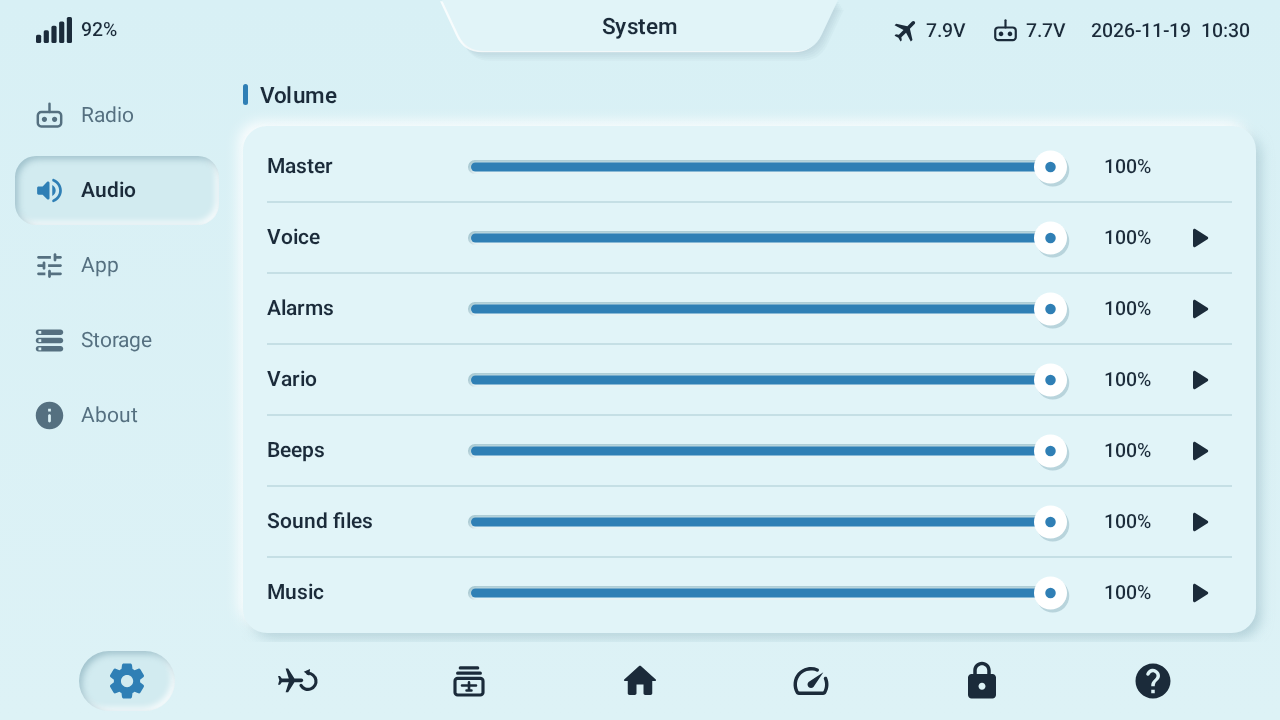 92%
System
7.9V
7.7V
2026-11-19 10:30
Radio
Audio
App
Storage
About
Volume
Master 100%
Voice 100%
Alarms 100%
Vario 100%
Beeps 100%
Sound files 100%
Music 100%